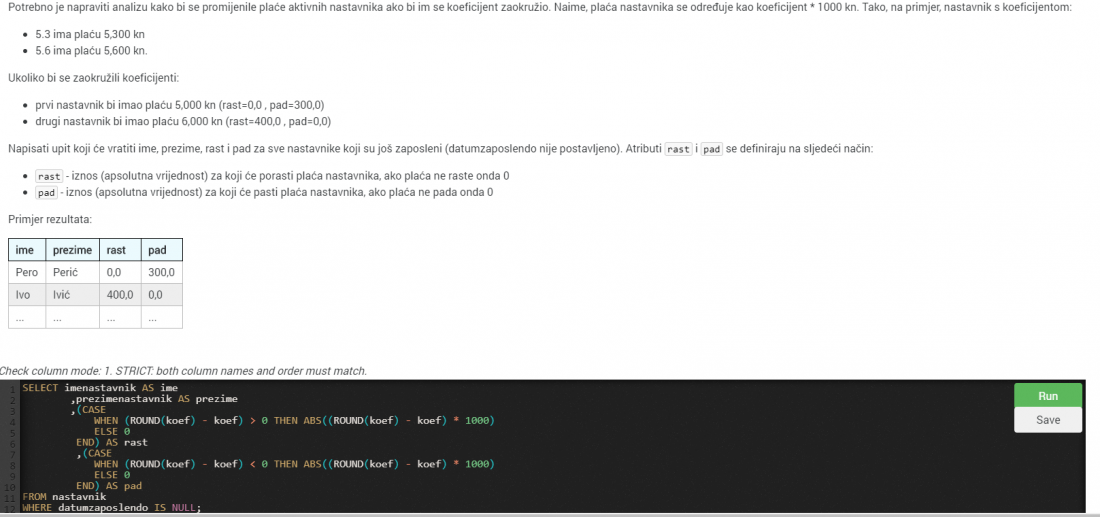 Potrebno je napraviti analizu kako bi se promijenile plaće aktivnih nastavnika ako bi im se koeficijent zaokružio. Naime, plaća nastavnika se određuje kao koeficijent * 1000 kn. Tako, na primjer, nastavnik s koeficijentom:
• 5.3 ima plaću 5,300 kn
• 5.6 ima plaću 5,600 kn.
Ukoliko bi se zaokružili koeficijenti:
• prvi nastavnik bi imao plaću 5,000 kn (rast=0,0 , pad=300,0)
• drugi nastavnik bi imao plaću 6,000 kn (rast=400,0 , pad=0,0)
Napisati upit koji će vratiti ime, prezime, rast i pad za sve nastavnike koji su još zaposleni (datumzaposlendo nije postavljeno). Atributi rast i pad se definiraju na sljedeći način:
• rast - iznos (apsolutna vrijednost) za koji će porasti plaća nastavnika, ako plaća ne raste onda 0
• pad - iznos (apsolutna vrijednost) za koji će pasti plaća nastavnika, ako plaća ne pada onda 0
Primjer rezultata:
ime prezime rast pad
Pero Perić 0,0 300,0
Ivo Ivić 400,0 0,0
... ... ... ...
Check column mode: 1. STRICT: both column names and order must match.
1 SELECT imenastavnik AS ime
2 ,prezimenastavnik AS prezime
3 ,(CASE
4 WHEN (ROUND(koef) - koef) > 0 THEN ABS((ROUND(koef) - koef) * 1000)
5 ELSE 0
6 END) AS rast
7 ,(CASE
8 WHEN (ROUND(koef) - koef) < 0 THEN ABS((ROUND(koef) - koef) * 1000)
9 ELSE 0
10 END) AS pad
11 FROM nastavnik
12 WHERE datumzaposlendo IS NULL;
Run
Save